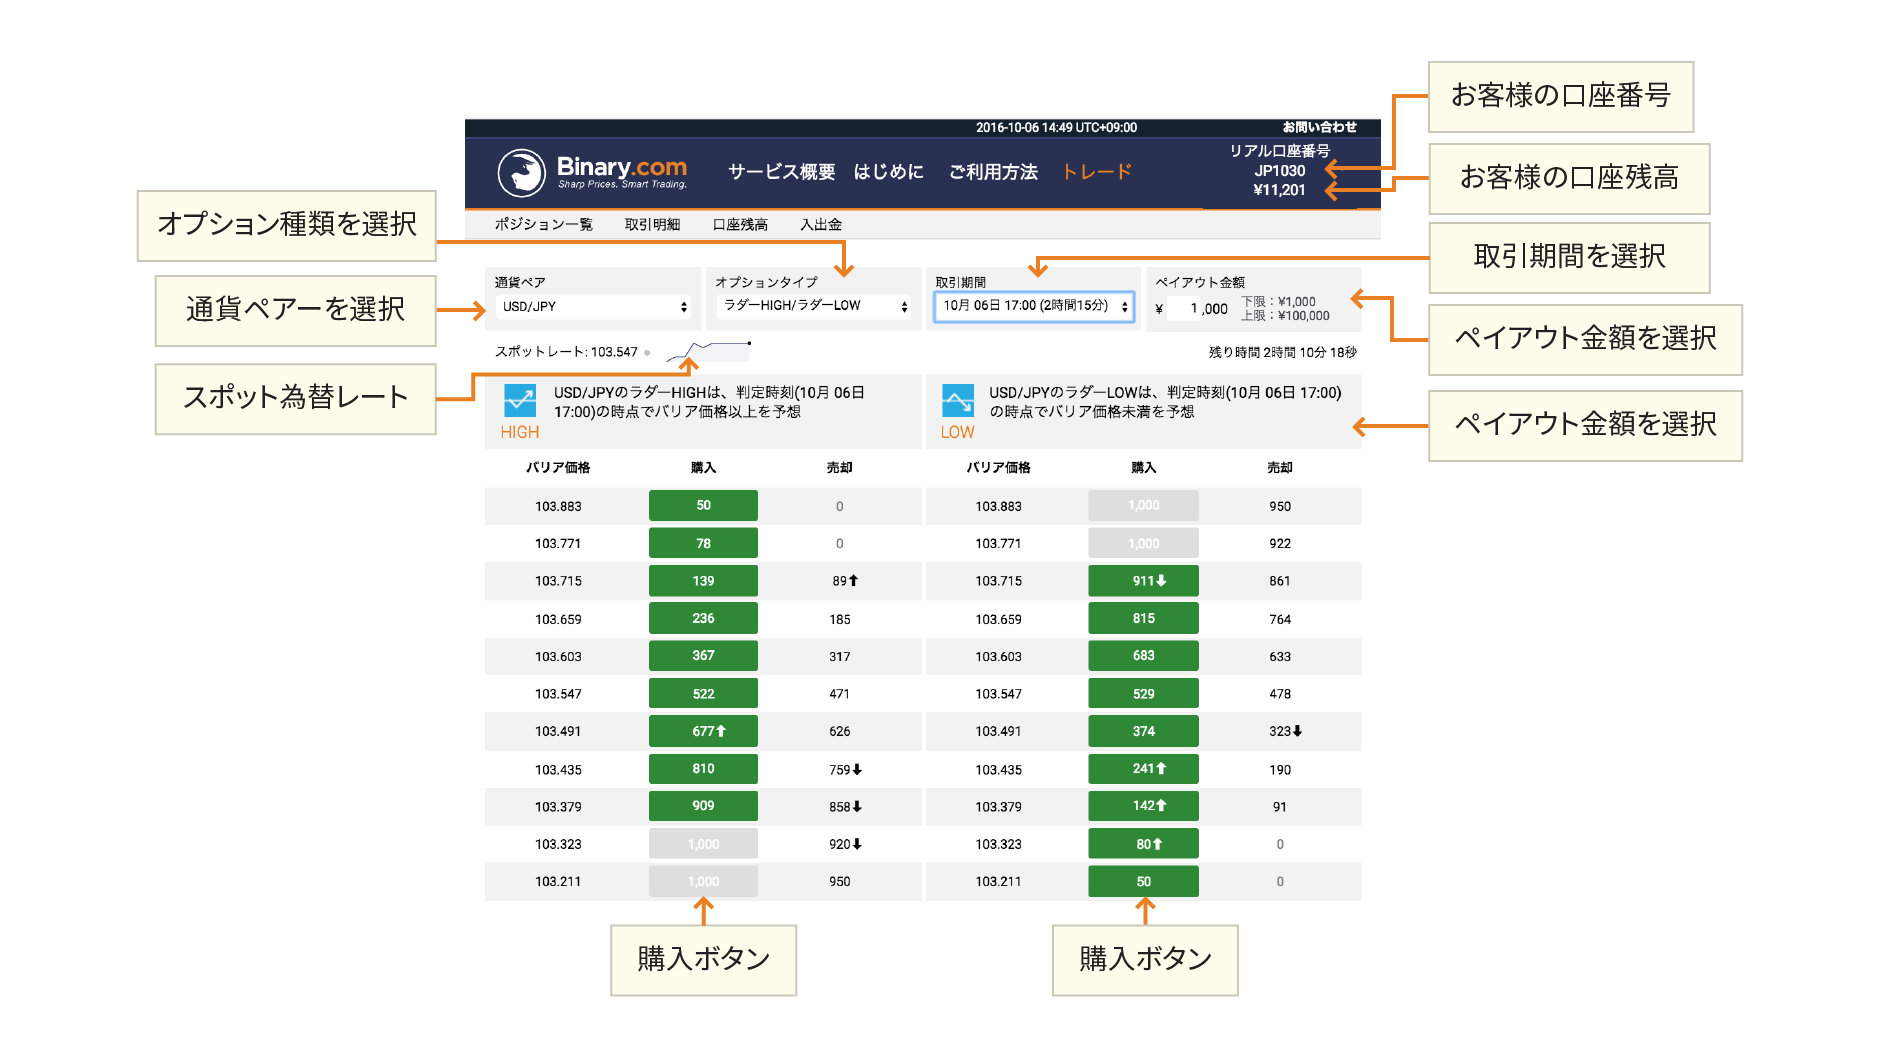 お客様の口座番号
お客様の口座残高
取引期間を選択
ペイアウト金額を選択
ペイアウト金額を選択
オプション種類を選択
通貨ペアーを選択
スポット為替レート
2016-10-06 14:49 UTC+09:00 お問い合わせ
Binary.com
Sharp Prices. Smart Trading.
サービス概要 はじめに ご利用方法 トレード
リアル口座番号
JP1030
¥11,201
ポジション一覧 取引明細 口座残高 入出金
通貨ペア オプションタイプ 取引期間 ペイアウト金額
USD/JPY ラダーHIGH/ラダーLOW 10月 06日 17:00 (2時間15分) ¥ 1 ,000
下限：¥1,000
上限：¥100,000
スポットレート: 103.547 残り時間 2時間 10分 18秒
HIGH
USD/JPYのラダーHIGHは、判定時刻(10月 06日
17:00)の時点でバリア価格以上を予想
LOW
USD/JPYのラダーLOWは、判定時刻(10月 06日 17:00)
の時点でバリア価格未満を予想
バリア価格 購入 売却 バリア価格 購入 売却
103.883 50 0 103.883 1,000 950
103.771 78 0 103.771 1,000 922
103.715 139 89 103.715 911 861
103.659 236 185 103.659 815 764
103.603 367 317 103.603 683 633
103.547 522 471 103.547 529 478
103.491 677 626 103.491 374 323
103.435 810 759 103.435 241 190
103.379 909 858 103.379 142 91
103.323 1,000 920 103.323 80 0
103.211 1,000 950 103.211 50 0
購入ボタン 購入ボタン